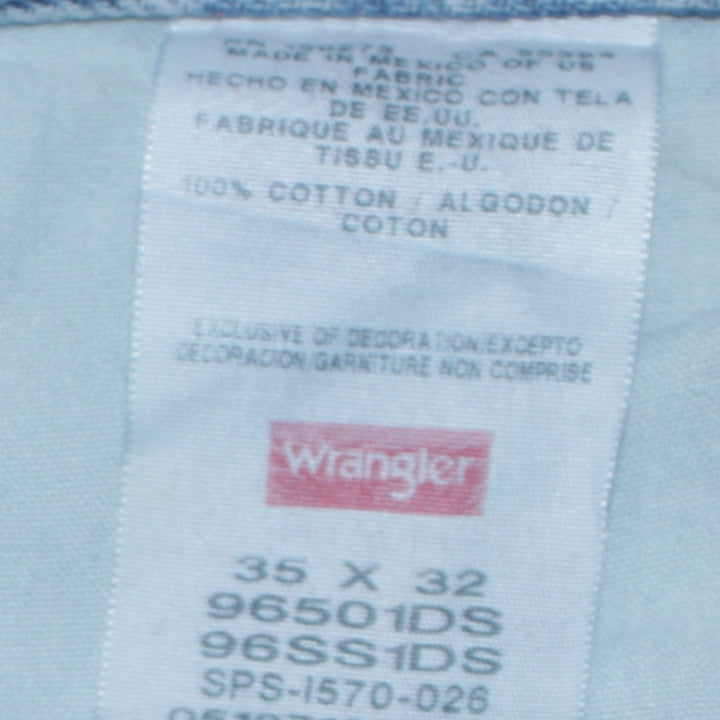 MADE IN MEXICO OF US
FABRIC
HECHO EN MEXICO CON TELA
DE EE.UU.
FABRIQUE AU MEXIQUE DE
TISSU E.-U.
100% COTTON / ALGODON /
COTON
EXCLUSIVE OF DECORATION/EXCEPTO
DECORACION/GARNITURE NON COMPRISE
Wrangler
35 X 32
96501DS
96SS1DS
SPS-I570-026